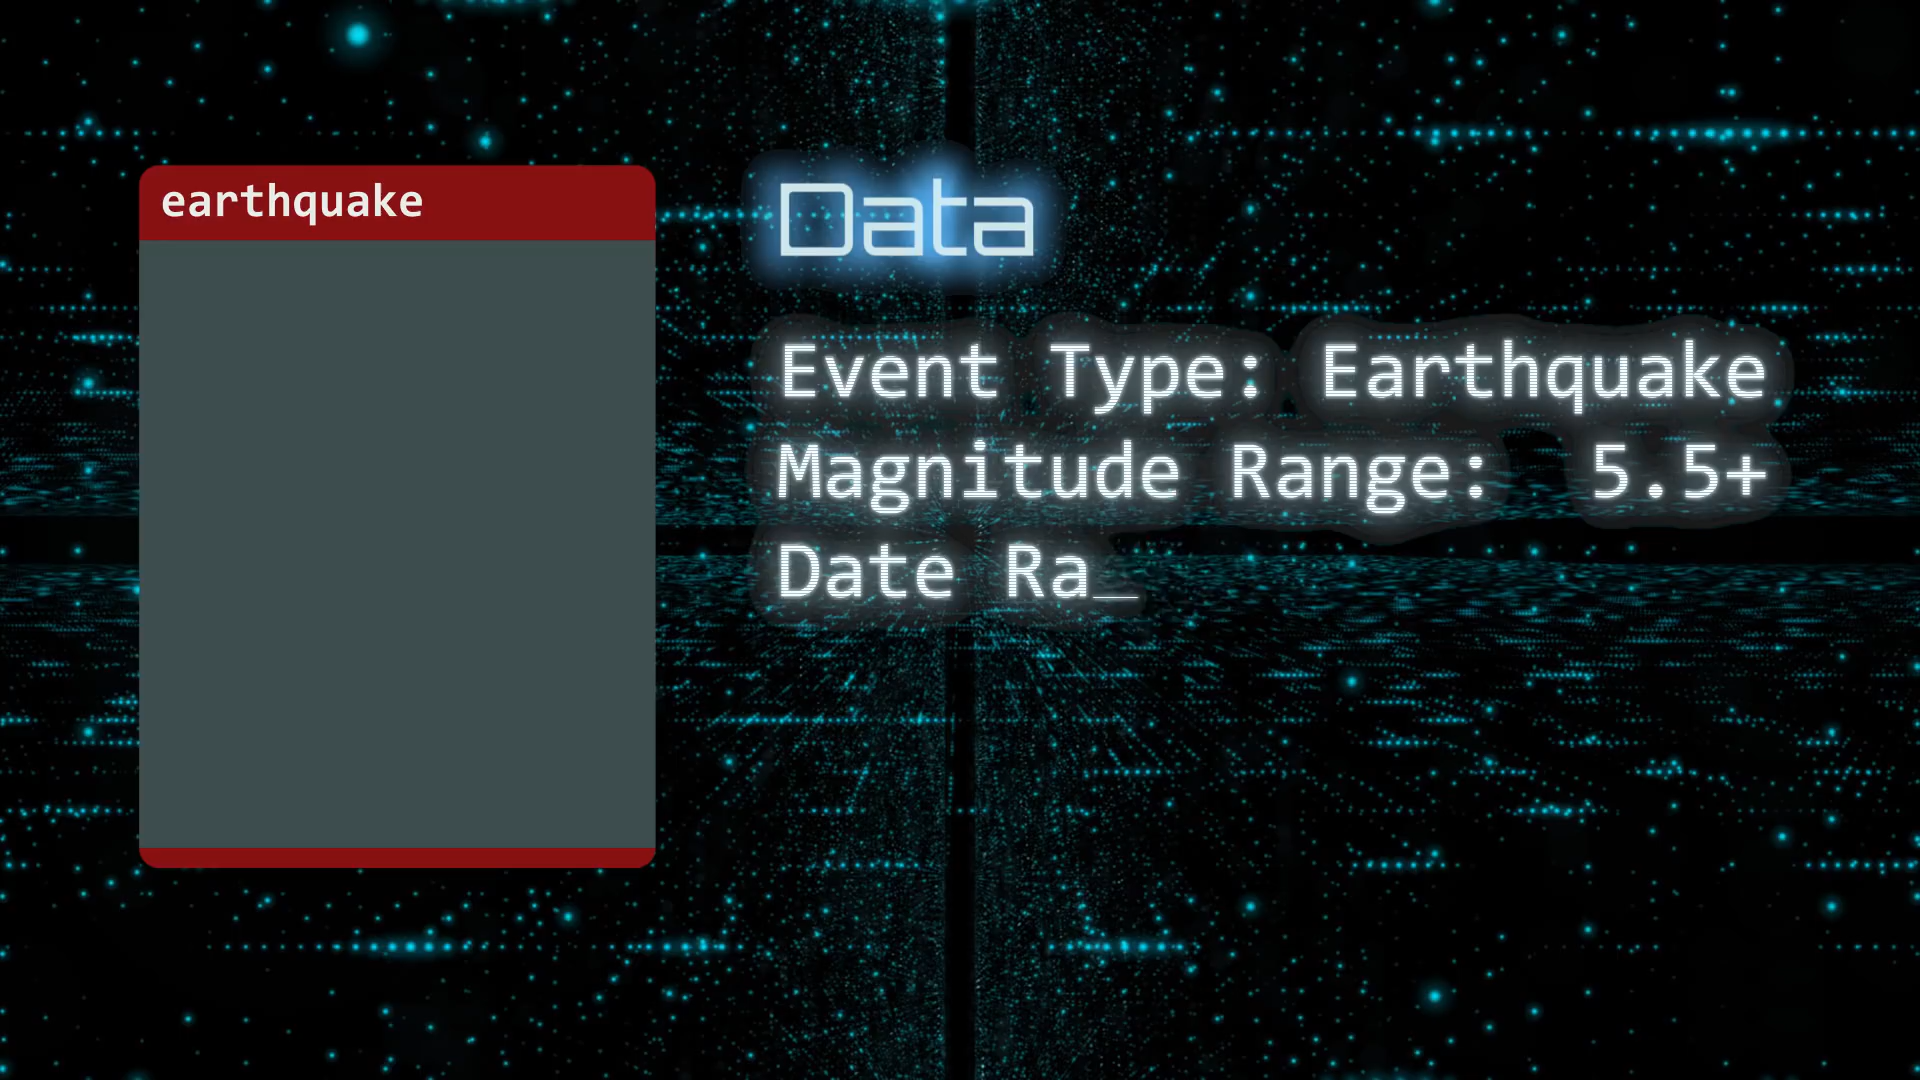 earthquake
Data
Event Type: Earthquake
Magnitude Range: 5.5+
Date Ra_